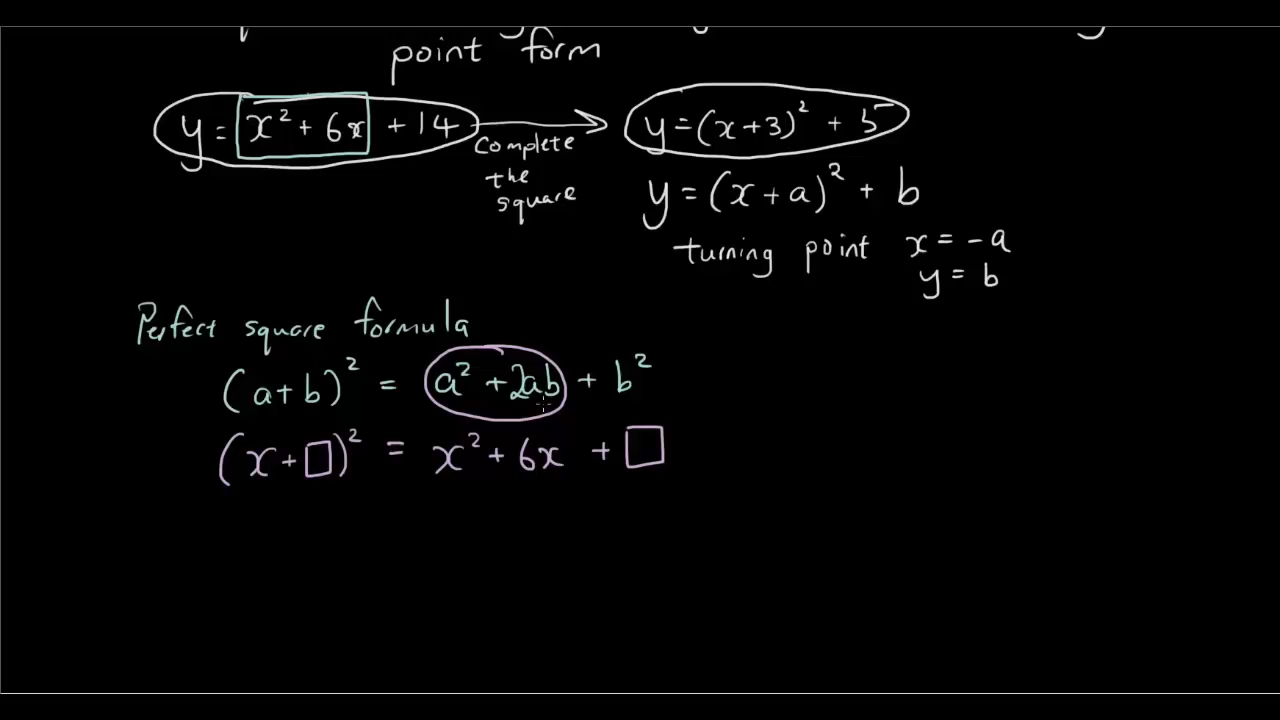 point form
y = x² + 6x + 14
Complete the square
y = (x+3)² + 5
y = (x + a)² + b
turning point x = -a
y = b
Perfect square formula
(a+b)² = a² + 2ab + b²
(x + □)² = x² + 6x + □